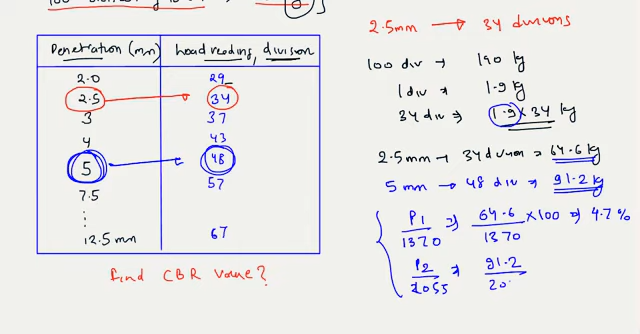 Penetration (mm) Load reading, division
2.0 29
2.5 34
3 37
4 43
5 48
7.5 57
12.5 mm 67
find CBR value?
2.5mm → 34 divisions
100 div → 190 kg
1 div → 1.9 kg
34 div ⇒ 1.9 × 34 kg
2.5mm → 34 division ⇒ 64.6 kg
5 mm → 48 div ⇒ 91.2 kg
P1/1370 ⇒ 64.6/1370 × 100 ⇒ 4.7 %
P2/2055 ⇒ 91.2/20